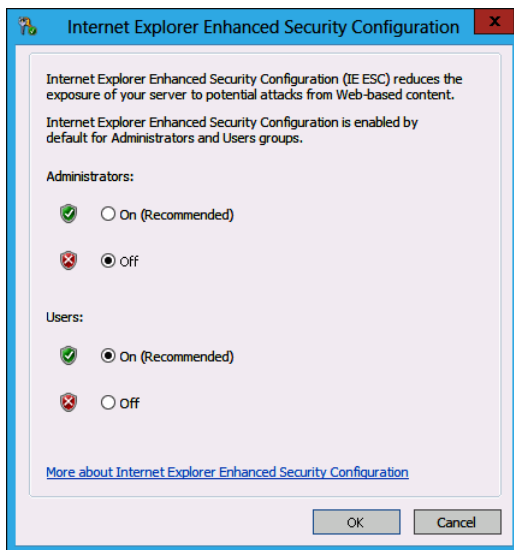 Internet Explorer Enhanced Security Configuration
x
Internet Explorer Enhanced Security Configuration (IE ESC) reduces the
exposure of your server to potential attacks from Web-based content.
Internet Explorer Enhanced Security Configuration is enabled by
default for Administrators and Users groups.
Administrators:
On (Recommended)
Off
Users:
On (Recommended)
Off
More about Internet Explorer Enhanced Security Configuration
OK
Cancel